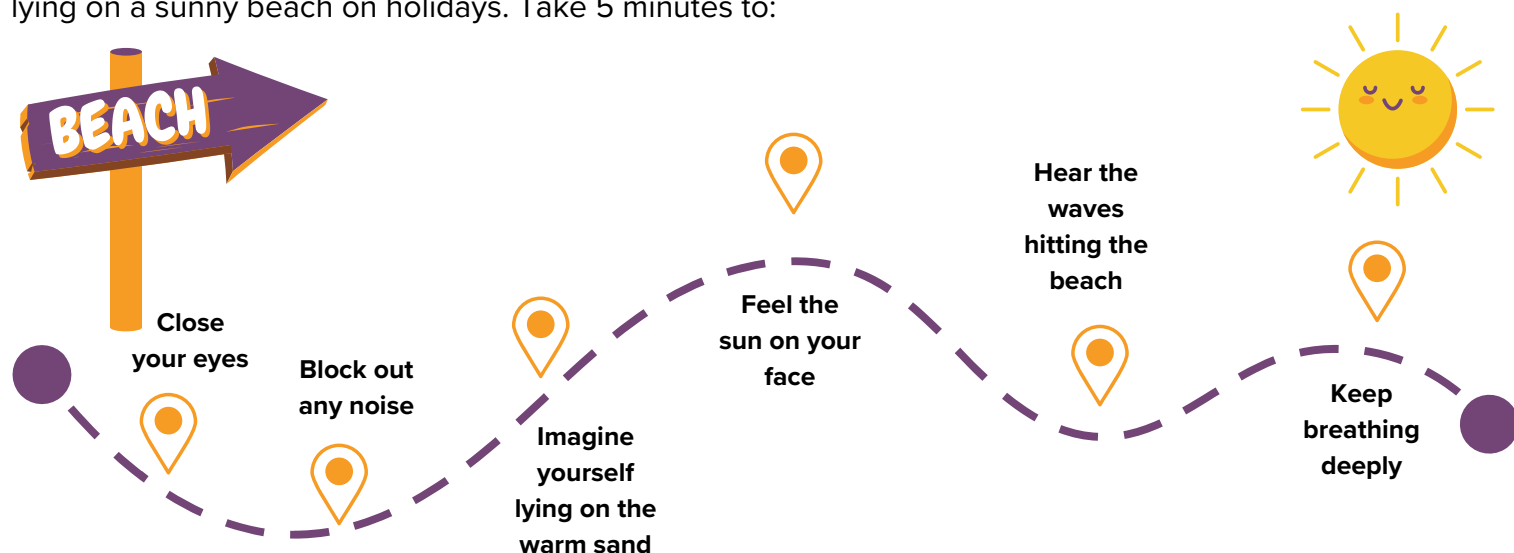 lying on a sunny beach on holidays. Take 5 minutes to:
BEACH
Close
your eyes
Block out
any noise
Imagine
yourself
lying on the
warm sand
Feel the
sun on your
face
Hear the
waves
hitting the
beach
Keep
breathing
deeply